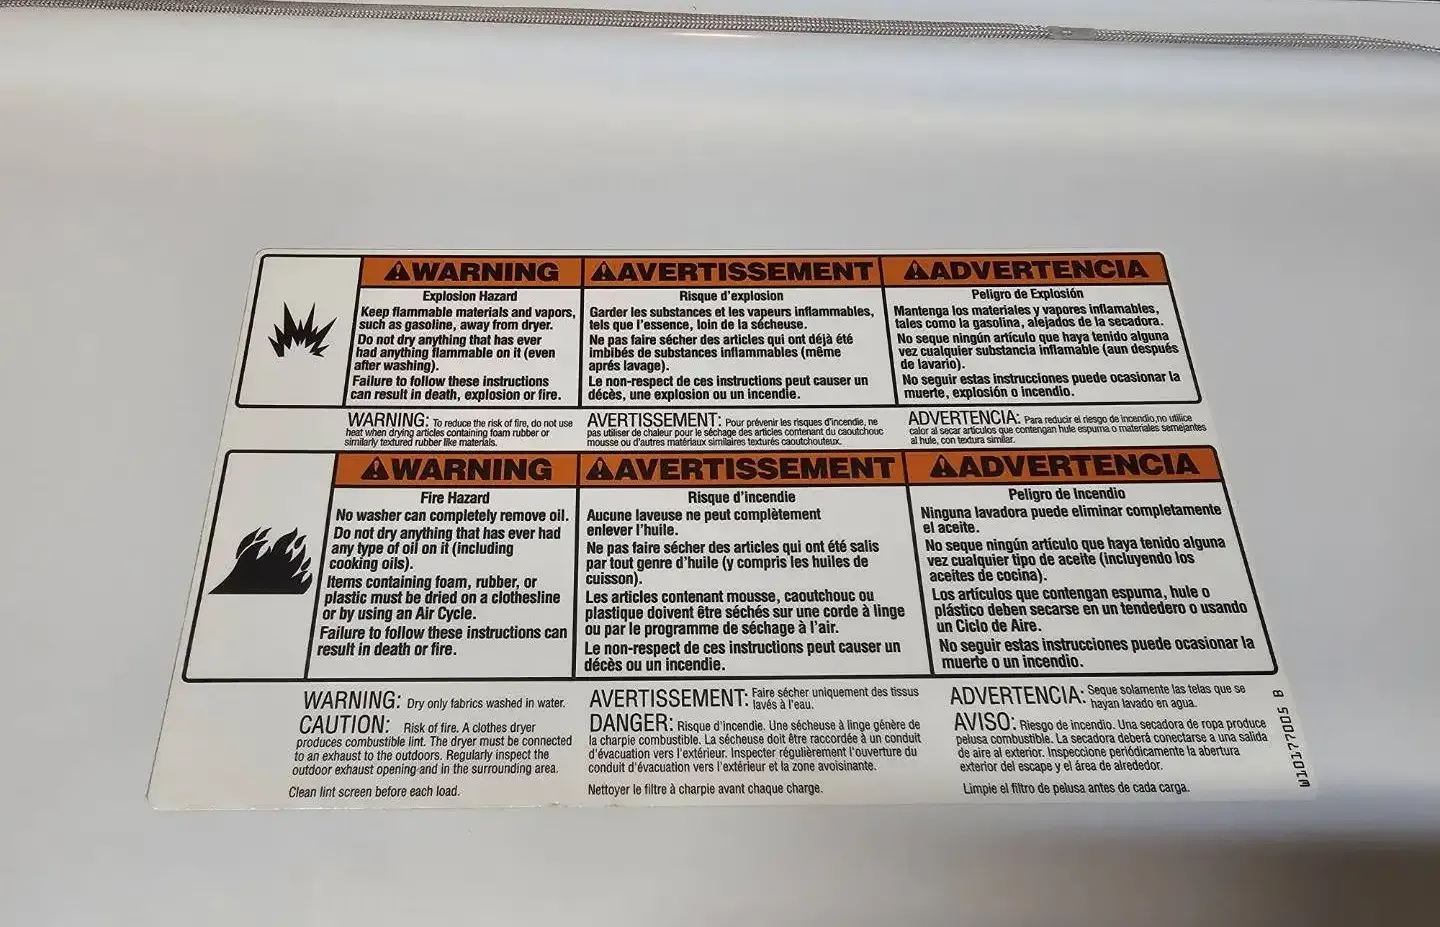 WARNING
Explosion Hazard
Keep flammable materials and vapors,
such as gasoline, away from dryer.
Do not dry anything that has ever
had anything flammable on it (even
after washing).
Failure to follow these instructions
can result in death, explosion or fire.
AVERTISSEMENT
Risque d'explosion
Garder les substances et les vapeurs inflammables,
tels que l'essence, loin de la sécheuse.
Ne pas faire sécher des articles qui ont déjà été
imbibés de substances inflammables (même
aprés lavage).
Le non-respect de ces instructions peut causer un
décès, une explosion ou un incendie.
ADVERTENCIA
Peligro de Explosión
Mantenga los materiales y vapores inflamables,
tales como la gasolina, alejados de la secadora.
No seque ningún artículo que haya tenido alguna
vez cualquier substancia inflamable (aun después
de lavario).
No seguir estas instrucciones puede ocasionar la
muerte, explosión o incendio.
WARNING: To reduce the risk of fire, do not use
heat when drying articles containing foam rubber or
similarly textured rubber like materials.
AVERTISSEMENT: Pour prévenir les risques d'incendie, ne
pas utiliser de chaleur pour le séchage des articles contenant du caoutchouc
mousse ou d'autres matériaux similaires texturés caoutchouteux.
ADVERTENCIA: Para reducir el riesgo de incendio,no utilice
calor al secar artículos que contengan hule espuma o materiales semejantes
al hule, con textura similar.
WARNING
Fire Hazard
No washer can completely remove oil.
Do not dry anything that has ever had
any type of oil on it (including
cooking oils).
Items containing foam, rubber, or
plastic must be dried on a clothesline
or by using an Air Cycle.
Failure to follow these instructions can
result in death or fire.
AVERTISSEMENT
Risque d'incendie
Aucune laveuse ne peut complètement
enlever l'huile.
Ne pas faire sécher des articles qui ont été salis
par tout genre d'huile (y compris les huiles de
cuisson).
Les articles contenant mousse, caoutchouc ou
plastique doivent être séchés sur une corde à linge
ou par le programme de séchage à l'air.
Le non-respect de ces instructions peut causer un
décès ou un incendie.
ADVERTENCIA
Peligro de Incendio
Ninguna lavadora puede eliminar completamente
el aceite.
No seque ningún artículo que haya tenido alguna
vez cualquier tipo de aceite (incluyendo los
aceites de cocina).
Los artículos que contengan espuma, hule o
plástico deben secarse en un tendedero o usando
un Ciclo de Aire.
No seguir estas instrucciones puede ocasionar la
muerte o un incendio.
WARNING: Dry only fabrics washed in water.
CAUTION: Risk of fire. A clothes dryer
produces combustible lint. The dryer must be connected
to an exhaust to the outdoors. Regularly inspect the
outdoor exhaust opening and in the surrounding area.
Clean lint screen before each load.
AVERTISSEMENT: Faire sécher uniquement des tissus
lavés à l'eau.
DANGER: Risque d'incendie. Une sécheuse à linge génère de
la charpie combustible. La sécheuse doit être raccordée à un conduit
d'évacuation vers l'extérieur. Inspecter régulièrement l'ouverture du
conduit d'évacuation vers l'extérieur et la zone avoisinante.
Nettoyer le filtre à charpie avant chaque charge.
ADVERTENCIA: Seque solamente las telas que se
hayan lavado en agua.
AVISO: Riesgo de incendio. Una secadora de ropa produce
pelusa combustible. La secadora deberá conectarse a una salida
de aire al exterior. Inspeccione periódicamente la abertura
exterior del escape y el área de alrededor.
Limpie el filtro de pelusa antes de cada carga.
W10177005 B